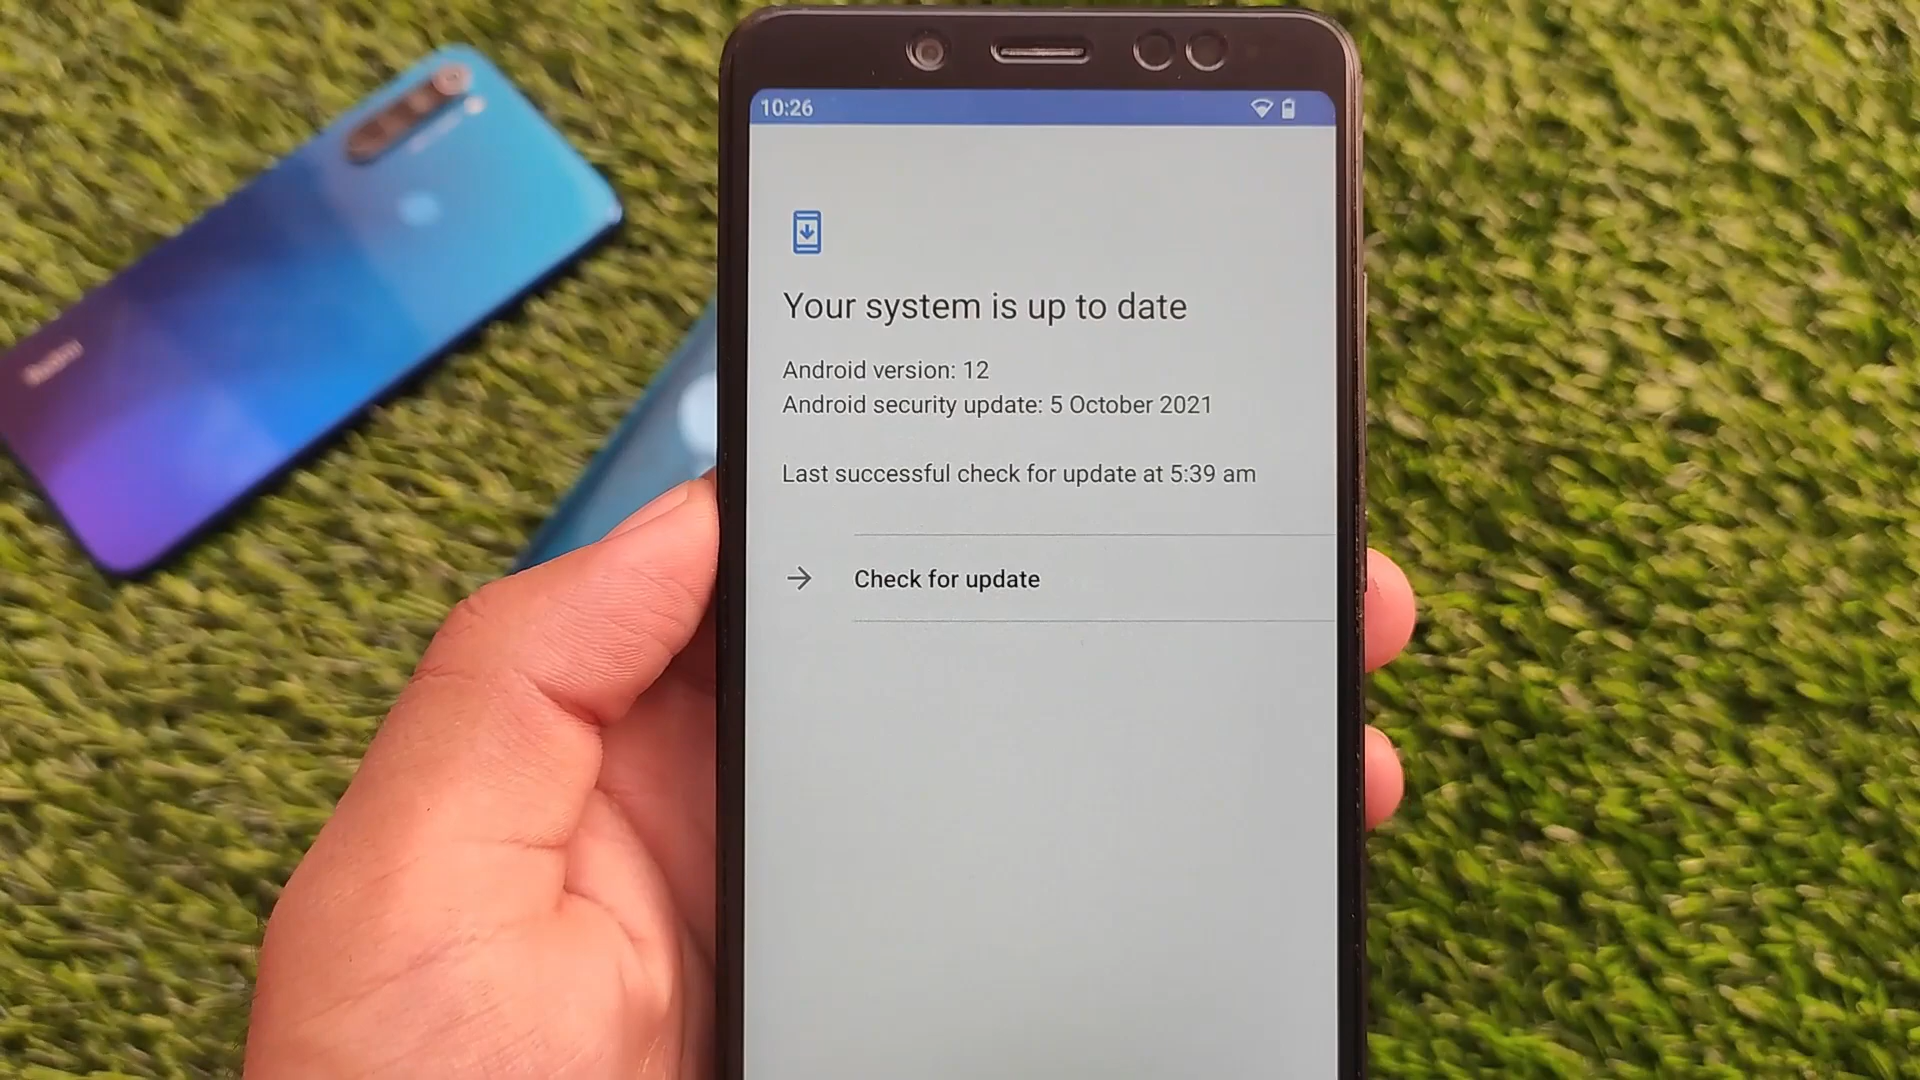 10:26
Your system is up to date
Android version: 12
Android security update: 5 October 2021
Last successful check for update at 5:39 am
Check for update
Redmi